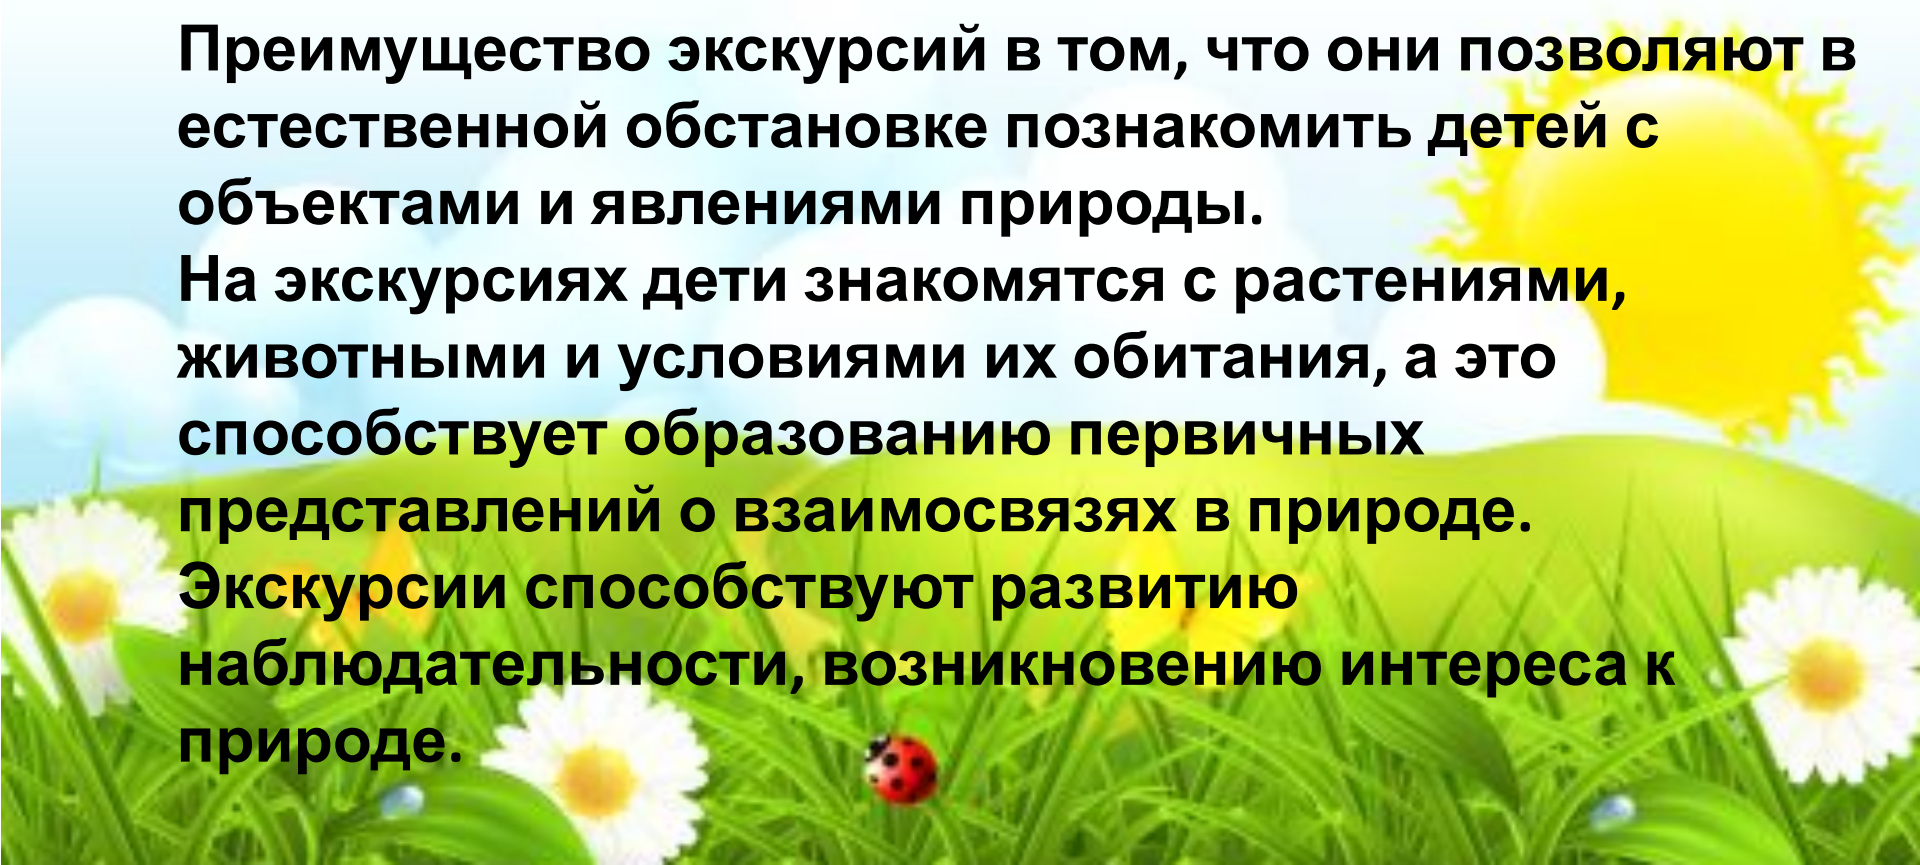 Преимущество экскурсий в том, что они позволяют в
естественной обстановке познакомить детей с
объектами и явлениями природы.
На экскурсиях дети знакомятся с растениями,
животными и условиями их обитания, а это
способствует образованию первичных
представлений о взаимосвязях в природе.
Экскурсии способствуют развитию
наблюдательности, возникновению интереса к
природе.